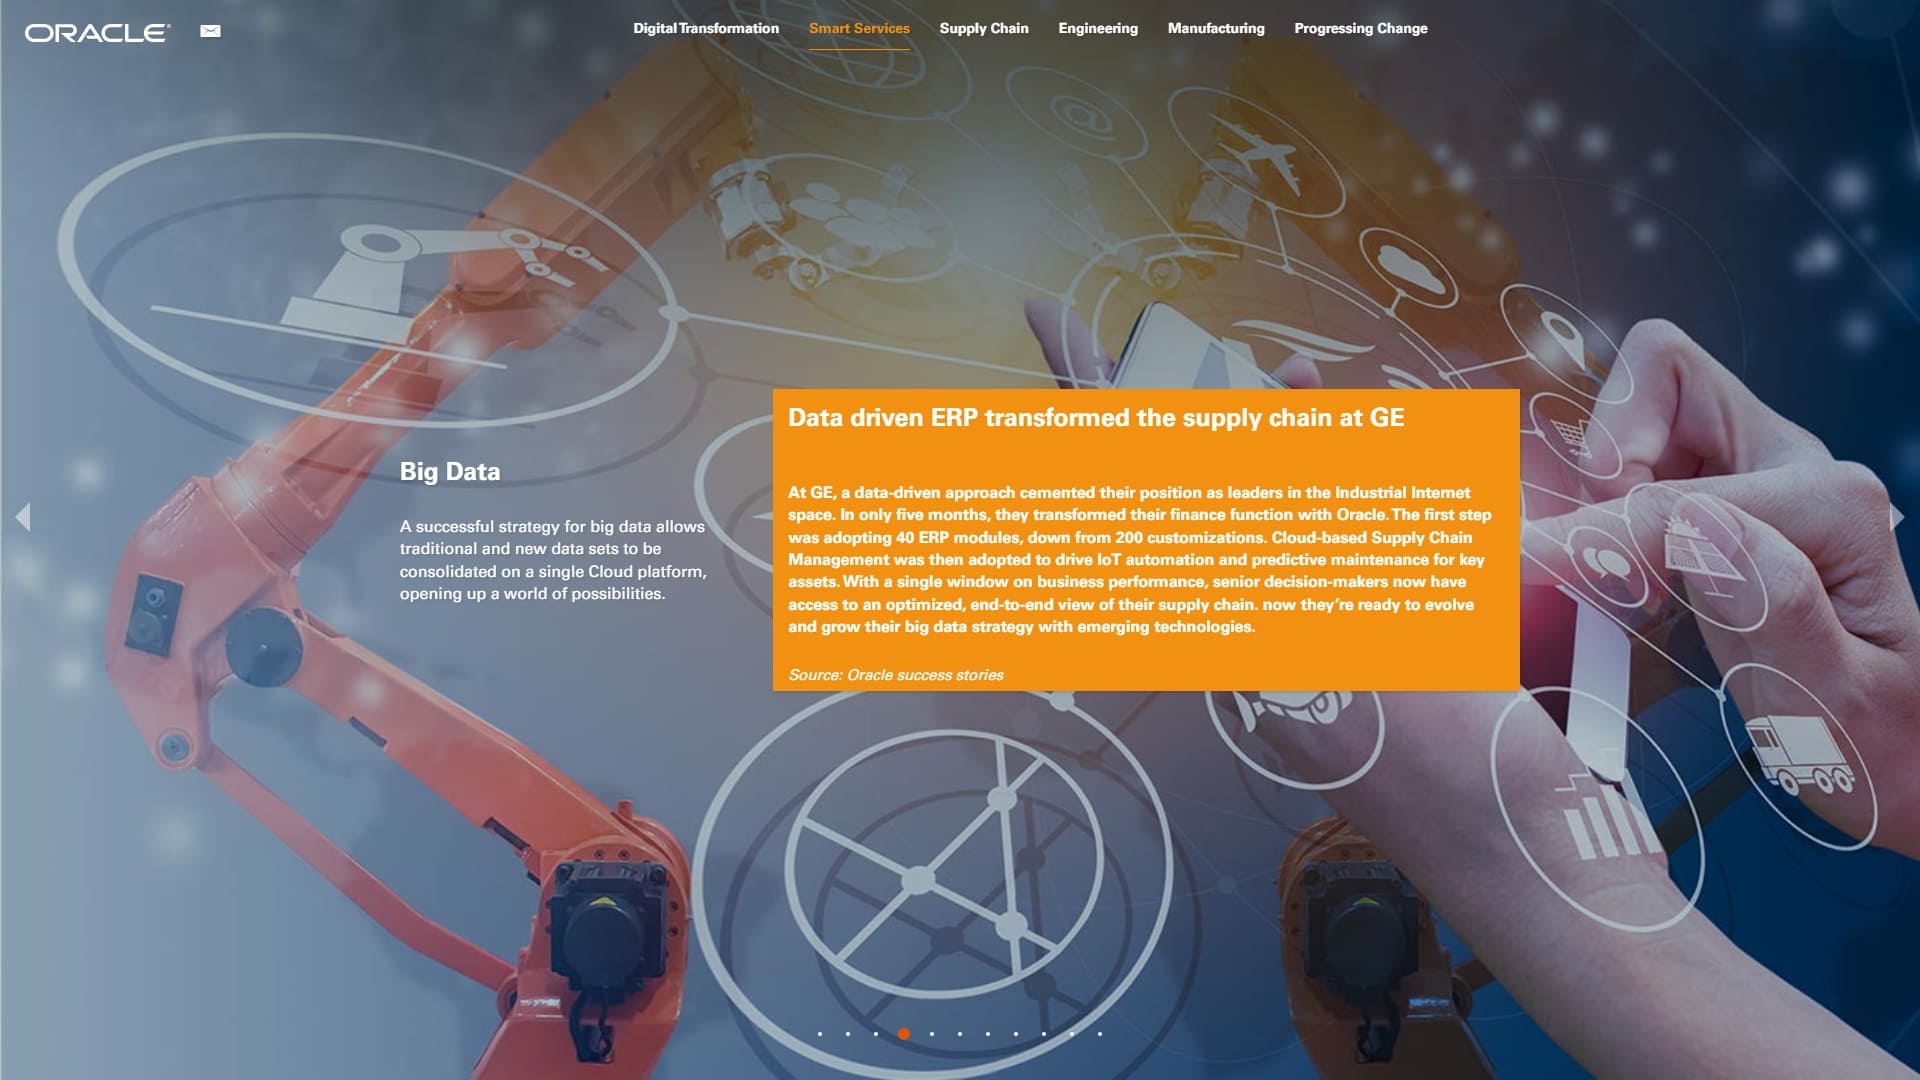 ORACLE
Digital Transformation
Smart Services
Supply Chain
Engineering
Manufacturing
Progressing Change
Big Data
A successful strategy for big data allows
traditional and new data sets to be
consolidated on a single Cloud platform,
opening up a world of possibilities.
Data driven ERP transformed the supply chain at GE
At GE, a data-driven approach cemented their position as leaders in the Industrial Internet
space. In only five months, they transformed their finance function with Oracle. The first step
was adopting 40 ERP modules, down from 200 customizations. Cloud-based Supply Chain
Management was then adopted to drive IoT automation and predictive maintenance for key
assets. With a single window on business performance, senior decision-makers now have
access to an optimized, end-to-end view of their supply chain. now they're ready to evolve
and grow their big data strategy with emerging technologies.
Source: Oracle success stories